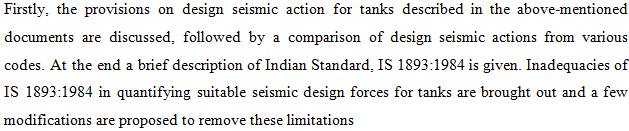 Firstly, the provisions on design seismic action for tanks described in the above-mentioned
documents are discussed, followed by a comparison of design seismic actions from various
codes. At the end a brief description of Indian Standard, IS 1893:1984 is given. Inadequacies of
IS 1893:1984 in quantifying suitable seismic design forces for tanks are brought out and a few
modifications are proposed to remove these limitations